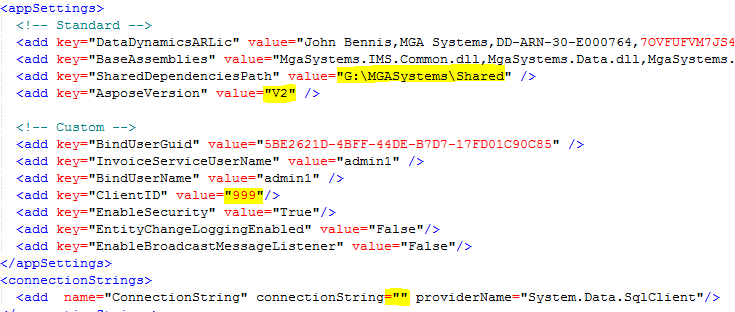 <appSettings>
<!-- Standard -->
<add key="DataDynamicsARLic" value="John Bennis,MGA Systems,DD-ARN-30-E000764,7OVFUFVM7JS4
<add key="BaseAssemblies" value="MgaSystems.IMS.Common.dll,MgaSystems.Data.dll,MgaSystems.
<add key="SharedDependenciesPath" value="G:\MGASystems\Shared" />
<add key="AsposeVersion" value="V2" />
<!-- Custom -->
<add key="BindUserGuid" value="5BE2621D-4BFF-44DE-B7D7-17FD01C90C85" />
<add key="InvoiceServiceUserName" value="admin1" />
<add key="BindUserName" value="admin1" />
<add key="ClientID" value="999"/>
<add key="EnableSecurity" value="True"/>
<add key="EntityChangeLoggingEnabled" value="False"/>
<add key="EnableBroadcastMessageListener" value="False"/>
</appSettings>
<connectionStrings>
<add  name="ConnectionString" connectionString="" providerName="System.Data.SqlClient"/>